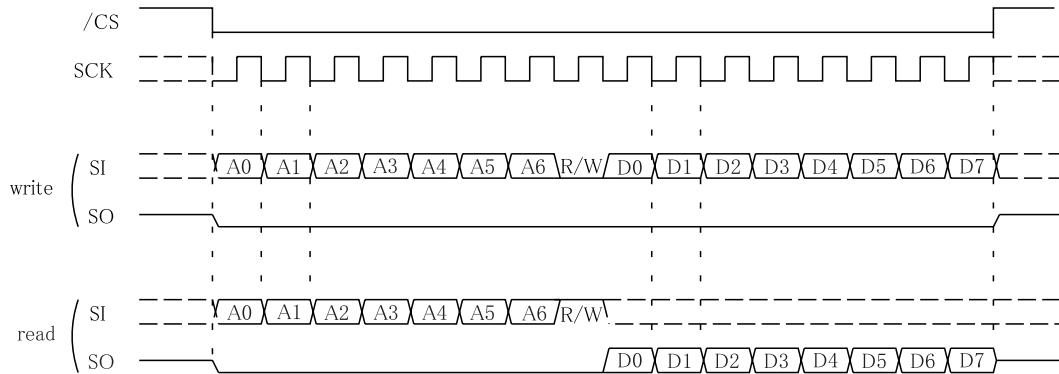 /CS
SCK
SI A0 A1 A2 A3 A4 A5 A6 R/W D0 D1 D2 D3 D4 D5 D6 D7
write
SO
SI A0 A1 A2 A3 A4 A5 A6 R/W
read
SO D0 D1 D2 D3 D4 D5 D6 D7